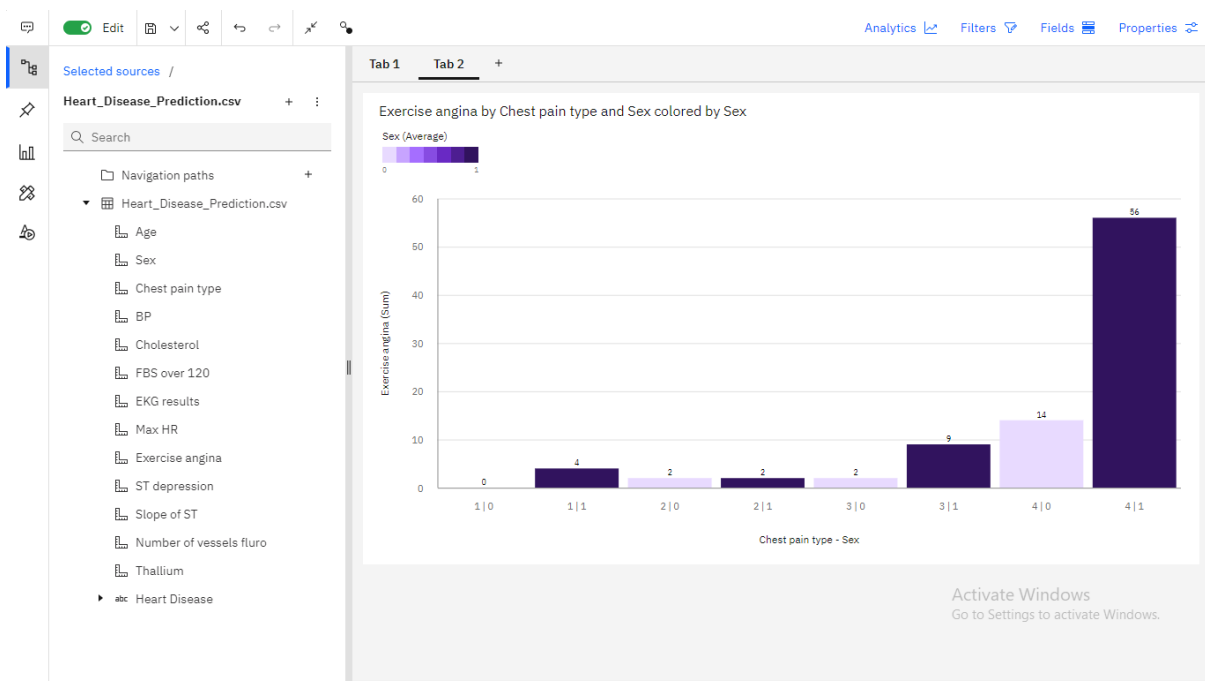 Edit
Analytics Filters Fields Properties
Selected sources /
Heart_Disease_Prediction.csv
Search
Navigation paths
Heart_Disease_Prediction.csv
Age
Sex
Chest pain type
BP
Cholesterol
FBS over 120
EKG results
Max HR
Exercise angina
ST depression
Slope of ST
Number of vessels fluro
Thallium
abc Heart Disease
Tab 1 Tab 2 +
Exercise angina by Chest pain type and Sex colored by Sex
Sex (Average)
0 1
Exercise angina (Sum)
60
50
40
30
20
10
0
0 4 2 2 2 9 14 56
1|0 1|1 2|0 2|1 3|0 3|1 4|0 4|1
Chest pain type - Sex
Activate Windows
Go to Settings to activate Windows.